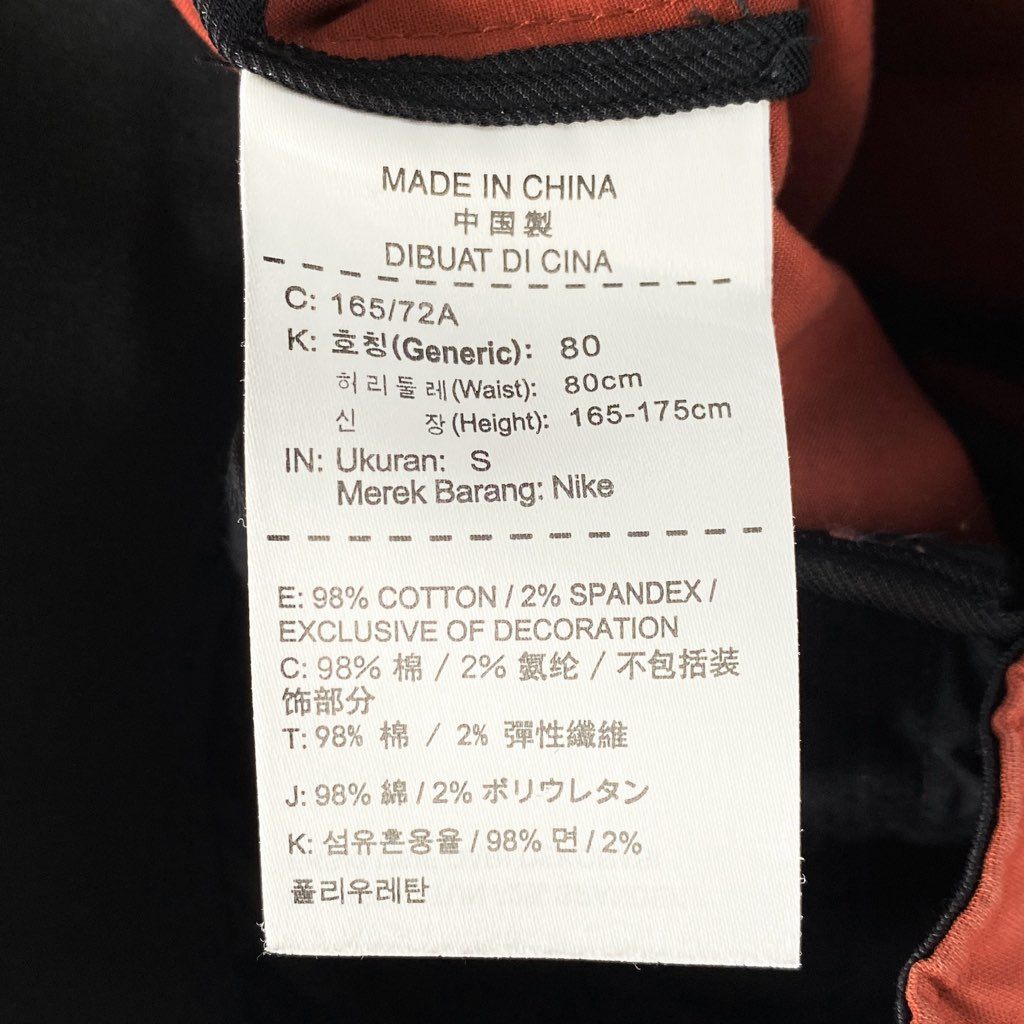 MADE IN CHINA
中国製
DIBUAT DI CINA
C: 165/72A
K: 호칭(Generic): 80
허리둘레(Waist): 80cm
신 장(Height): 165-175cm
IN: Ukuran: S
Merek Barang: Nike
E: 98% COTTON / 2% SPANDEX /
EXCLUSIVE OF DECORATION
C: 98% 棉 / 2% 氨纶 / 不包括装
饰部分
T: 98% 棉 / 2% 彈性纖維
J: 98% 綿 / 2% ポリウレタン
K: 섬유혼용율 / 98% 면 / 2%
폴리우레탄